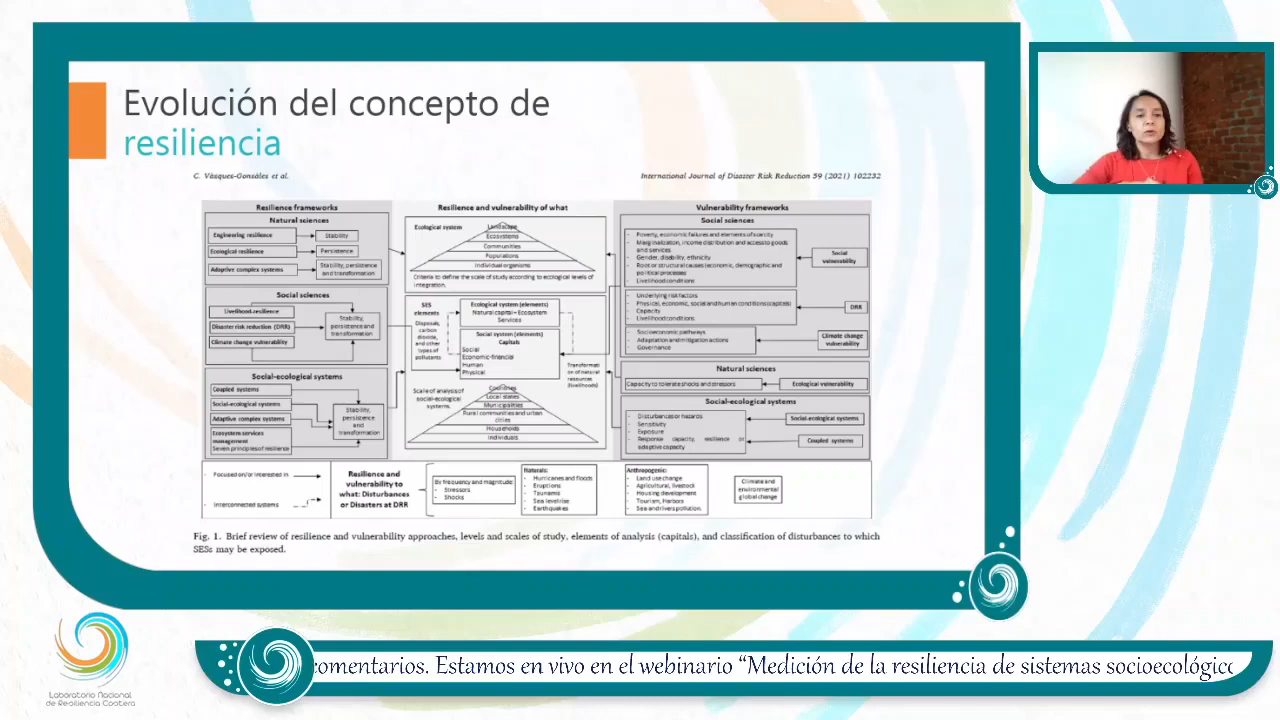 Evolución del concepto de
resiliencia
C. Vásquez-González et al.
International Journal of Disaster Risk Reduction 59 (2021) 102232
Resilience frameworks
Natural sciences
Engineering resilience
Stability
Ecological resilience
Persistence
Adaptive complex systems
Stability, persistence
and transformation
Social sciences
Livelihood resilience
Disaster risk reduction (DRR)
Climate change vulnerability
Stability,
persistence and
transformation
Social-ecological systems
Coupled systems
Social-ecological systems
Adaptive complex systems
Ecosystem services
management
Seven principles of resilience
Stability,
persistence
and
transformation
Resilience and vulnerability of what
Ecological system
Landscape
Ecosystems
Communities
Populations
Individual organisms
Criteria to define the scale of study according to ecological levels of
integration.
SES
elements
Disposals,
carbon
dioxide,
and other
types of
pollutants
Ecological system (elements)
Natural capital – Ecosystem
Services
Social system (elements)
Capitals
Social
Economic-financial
Human
Physical
of natural
resources
(livelihoods)
Scale of analysis of
social-ecological
systems.
Countries
Local states
Municipalities
Rural communities and urban
cities
Households
Individuals
Vulnerability frameworks
Social sciences
- Poverty, economic failures and elements of scarcity
- Marginalization, income distribution and access to goods
and services
- Gender, disability, ethnicity
- Root or structural causes (economic, demographic and
political processes
- Livelihood conditions
Social
vulnerability
- Underlying risk factors
- Physical, economic, social and human conditions (capitals)
- Capacity
- Livelihood conditions
DRR
- Socioeconomic pathways
- Adaptation and mitigation actions
- Governance
Climate change
vulnerability
Natural sciences
Capacity to tolerate shocks and stressors
Ecological vulnerability
Social-ecological systems
- Disturbances or hazards
- Sensitivity
- Exposure
- Response capacity, resilience or
adaptive capacity
Social-ecological systems
Coupled systems
- Focused on/or interested in
- Interconnected systems
Resilience and
vulnerability to
what: Disturbances
or Disasters at DRR
By frequency and magnitude:
- Stressors
- Shocks
Naturals:
- Hurricanes and floods
- Eruptions
- Tsunamis
- Sea level rise
- Earthquakes
Anthropogenic:
- Land use change
- Agricultural, livestock
- Housing development
- Tourism, Harbors
- Sea and rivers pollution.
Climate and
environmental
global change
Fig. 1. Brief review of resilience and vulnerability approaches, levels and scales of study, elements of analysis (capitals), and classification of disturbances to which
SESs may be exposed.
Laboratorio Nacional
de Resiliencia Costera
comentarios. Estamos en vivo en el webinario “Medición de la resiliencia de sistemas socioecológico